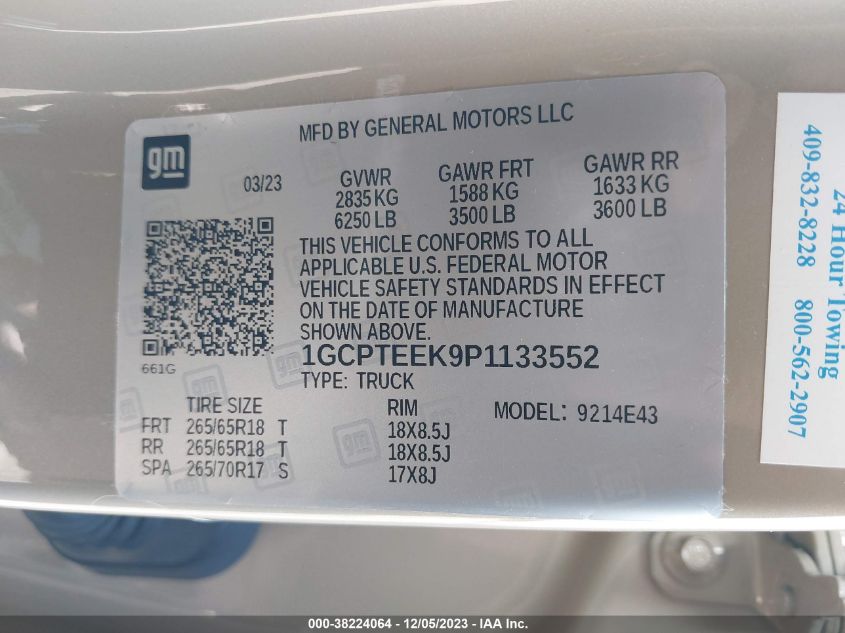 MFD BY GENERAL MOTORS LLC
gm
03/23
GVWR GAWR FRT GAWR RR
2835 KG 1588 KG 1633 KG
6250 LB 3500 LB 3600 LB
THIS VEHICLE CONFORMS TO ALL
APPLICABLE U.S. FEDERAL MOTOR
VEHICLE SAFETY STANDARDS IN EFFECT
ON THE DATE OF MANUFACTURE
SHOWN ABOVE.
661G
1GCPTEEK9P1133552
TYPE: TRUCK
TIRE SIZE RIM MODEL: 9214E43
FRT 265/65R18 T 18X8.5J
RR 265/65R18 T 18X8.5J
SPA 265/70R17 S 17X8J
24 Hour Towing
409-832-8228 800-562-2907
000-38224064 - 12/05/2023 - IAA Inc.